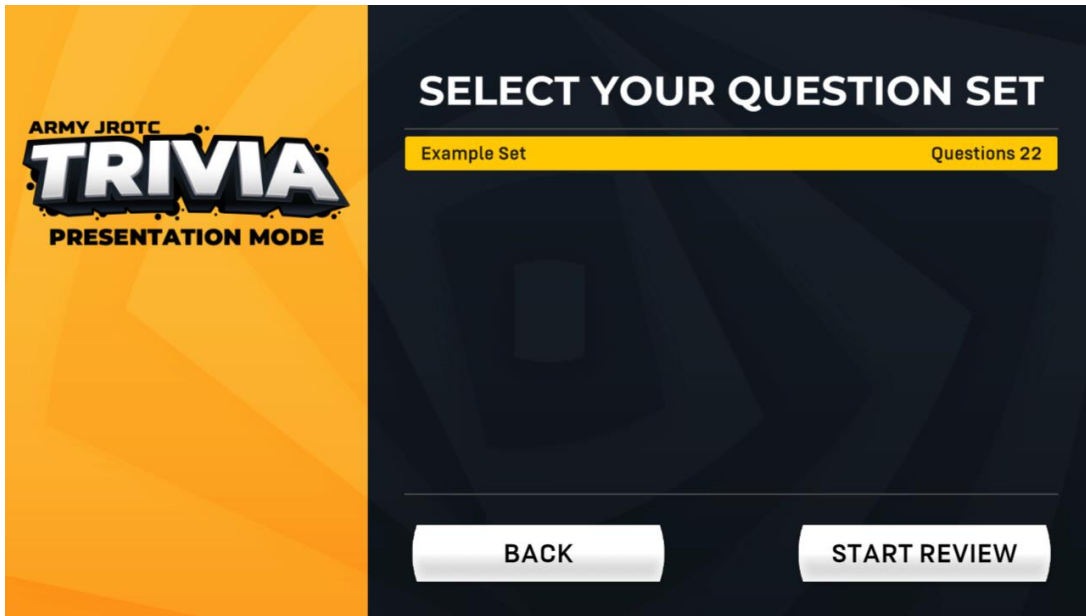 ARMY JROTC
TRIVIA
PRESENTATION MODE
SELECT YOUR QUESTION SET
Example Set Questions 22
BACK START REVIEW